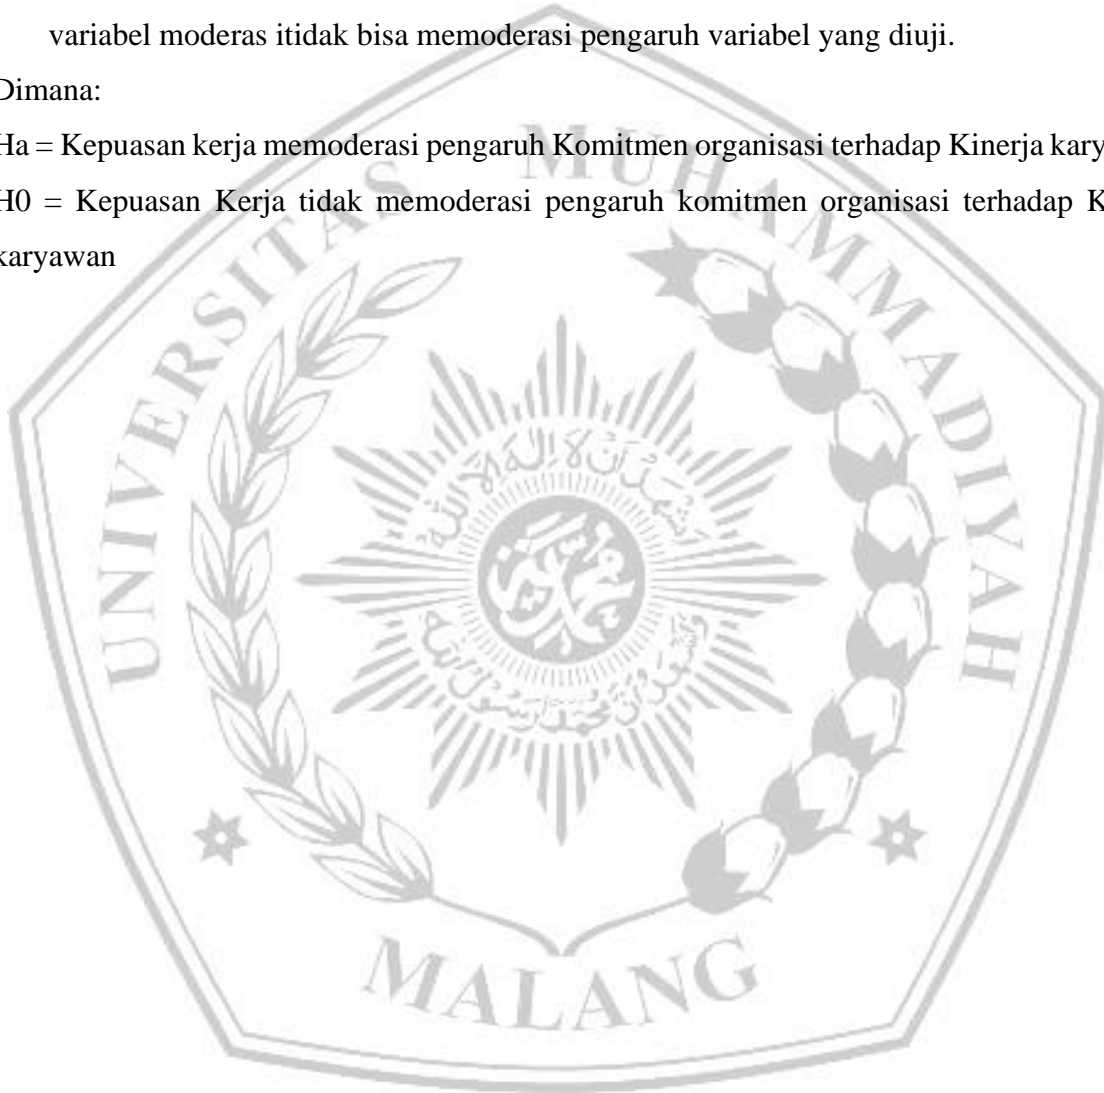 variabel moderas itidak bisa memoderasi pengaruh variabel yang diuji.
Dimana:
Ha = Kepuasan kerja memoderasi pengaruh Komitmen organisasi terhadap Kinerja kary
H0 = Kepuasan Kerja tidak memoderasi pengaruh komitmen organisasi terhadap K
karyawan
UNIVERSITAS MUHAMMADIYAH
MALANG